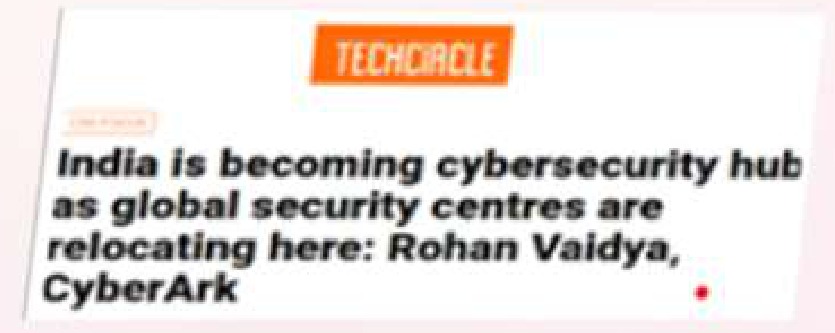 TECHCIRCLE
India is becoming cybersecurity hub
as global security centres are
relocating here: Rohan Vaidya,
CyberArk